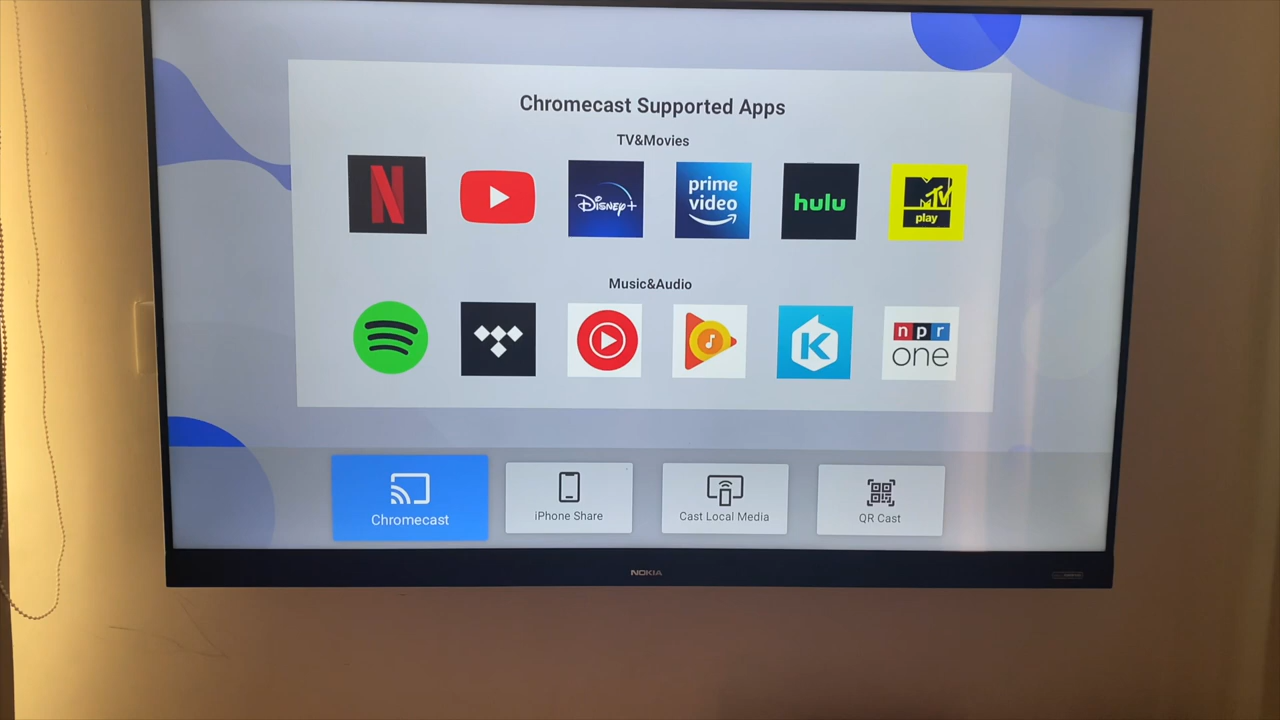 Chromecast Supported Apps
TV&Movies
N
Disney+
prime
video
hulu
MTV
play
Music&Audio
K
npr
one
Chromecast
iPhone Share
Cast Local Media
QR Cast
NOKIA